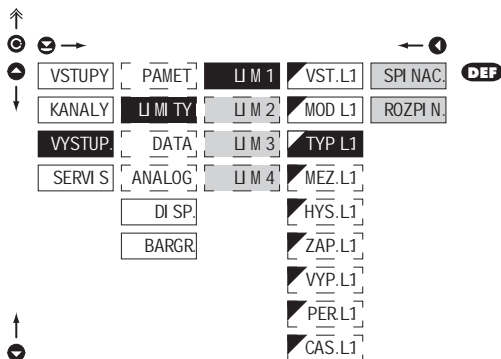 VSTUPY PAMET LIM 1 VST.L1 SPINAC. DEF
KANALY LIMITY LIM 2 MOD L1 ROZPIN.
VYSTUP. DATA LIM 3 TYP L1
SERVIS ANALOG LIM 4 MEZ.L1
DISP. HYS.L1
BARGR. ZAP.L1
VYP.L1
PER.L1
CAS.L1